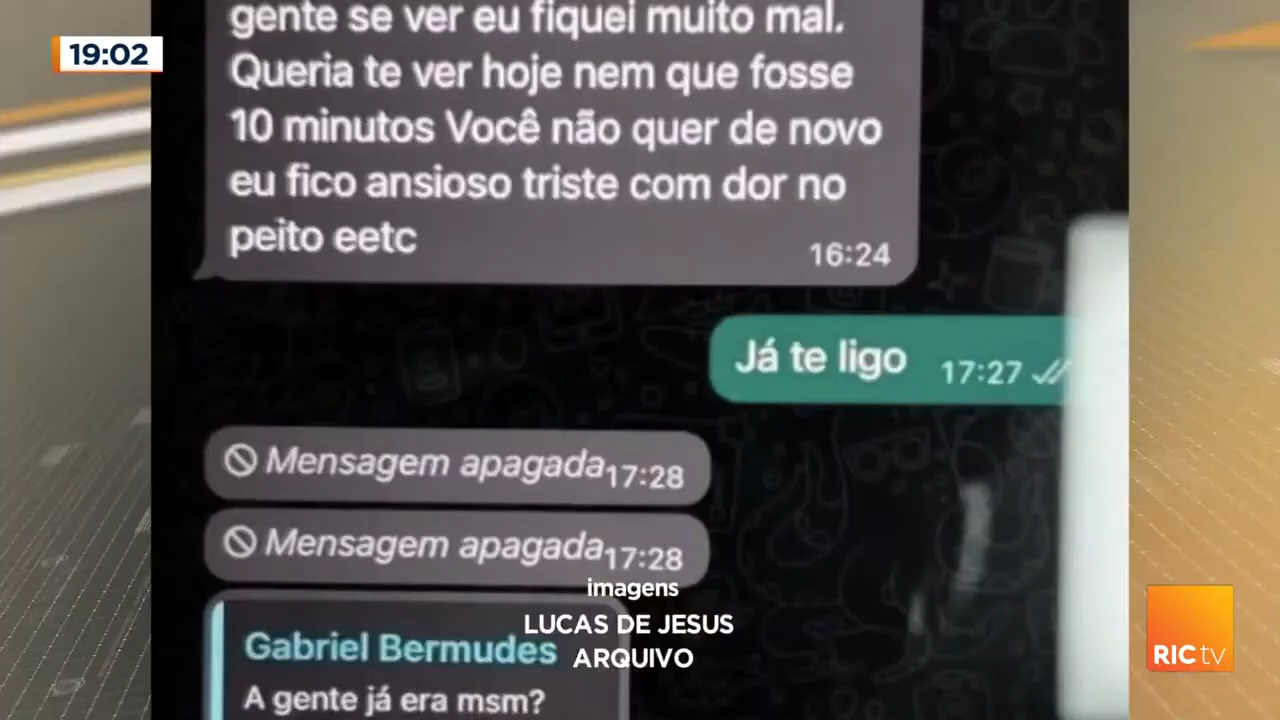 19:02
gente se ver eu fiquei muito mal.
Queria te ver hoje nem que fosse
10 minutos Você não quer de novo
eu fico ansioso triste com dor no
peito eetc
16:24
Já te ligo 17:27
Mensagem apagada 17:28
Mensagem apagada 17:28
imagens
LUCAS DE JESUS
ARQUIVO
Gabriel Bermudes
A gente já era msm?
RIC tv